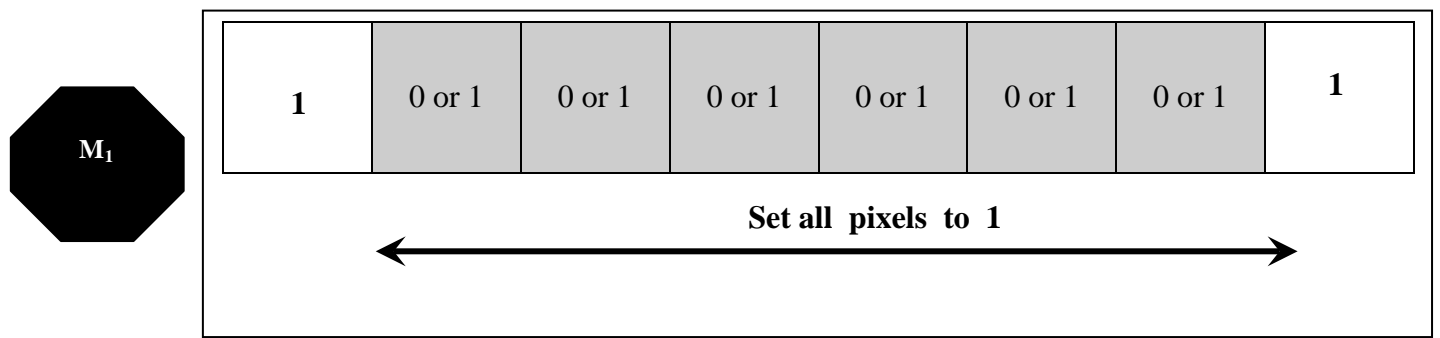 M₁
1 0 or 1 0 or 1 0 or 1 0 or 1 0 or 1 0 or 1 1
Set all pixels to 1